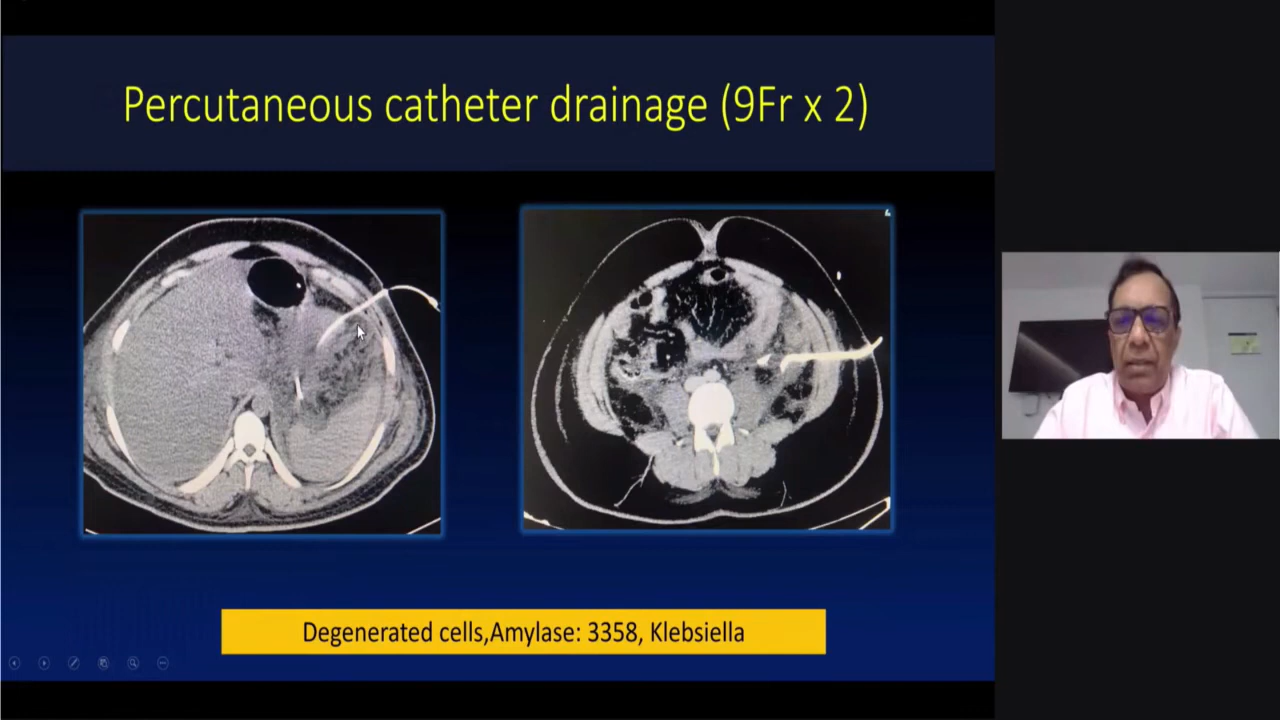 Percutaneous catheter drainage (9Fr x 2)
Degenerated cells,Amylase: 3358, Klebsiella